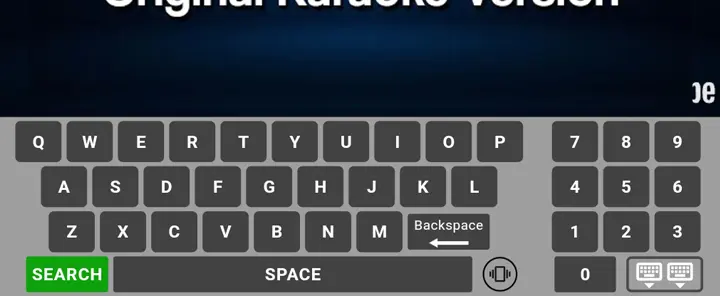 Original Karaoke Version
Q W E R T Y U I O P 7 8 9
A S D F G H J K L 4 5 6
Z X C V B N M Backspace 1 2 3
SEARCH SPACE 0